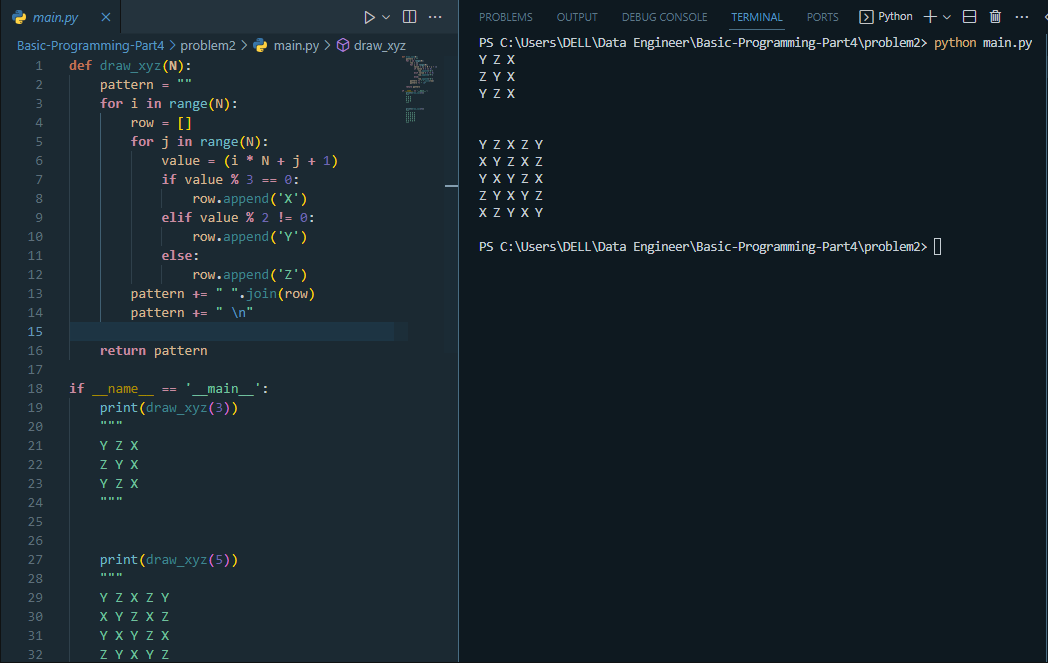 main.py
Basic-Programming-Part4 > problem2 > main.py > draw_xyz
1 def draw_xyz(N):
2 pattern = ""
3 for i in range(N):
4 row = []
5 for j in range(N):
6 value = (i * N + j + 1)
7 if value % 3 == 0:
8 row.append('X')
9 elif value % 2 != 0:
10 row.append('Y')
11 else:
12 row.append('Z')
13 pattern += " ".join(row)
14 pattern += " \n"
15
16 return pattern
17
18 if __name__ == '__main__':
19 print(draw_xyz(3))
20 """
21 Y Z X
22 Z Y X
23 Y Z X
24 """
25
26
27 print(draw_xyz(5))
28 """
29 Y Z X Z Y
30 X Y Z X Z
31 Y X Y Z X
32 Z Y X Y Z
PROBLEMS OUTPUT DEBUG CONSOLE TERMINAL PORTS Python
PS C:\Users\DELL\Data Engineer\Basic-Programming-Part4\problem2> python main.py
Y Z X
Z Y X
Y Z X
Y Z X Z Y
X Y Z X Z
Y X Y Z X
Z Y X Y Z
X Z Y X Y
PS C:\Users\DELL\Data Engineer\Basic-Programming-Part4\problem2>